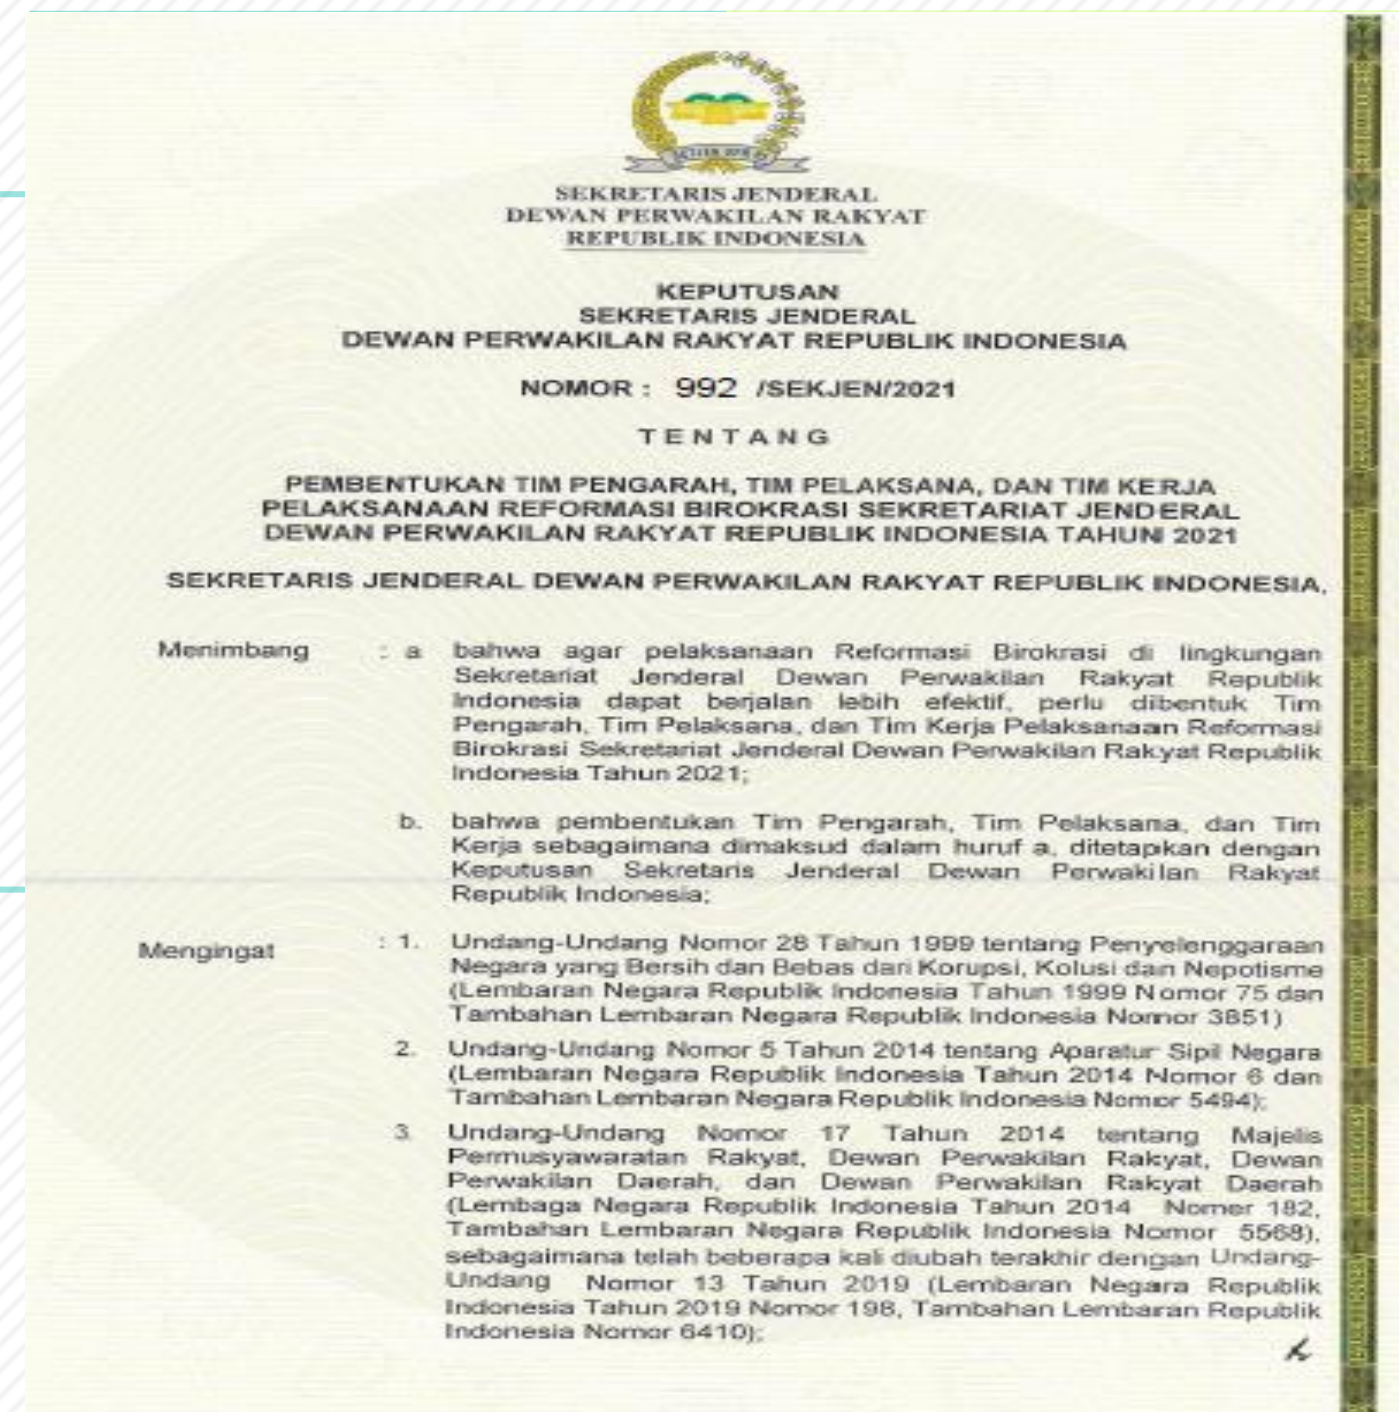 SETJEN DPR RI
SEKRETARIS JENDERAL
DEWAN PERWAKILAN RAKYAT
REPUBLIK INDONESIA
KEPUTUSAN
SEKRETARIS JENDERAL
DEWAN PERWAKILAN RAKYAT REPUBLIK INDONESIA
NOMOR : 992 /SEKJEN/2021
T E N T A N G
PEMBENTUKAN TIM PENGARAH, TIM PELAKSANA, DAN TIM KERJA
PELAKSANAAN REFORMASI BIROKRASI SEKRETARIAT JENDERAL
DEWAN PERWAKILAN RAKYAT REPUBLIK INDONESIA TAHUN 2021
SEKRETARIS JENDERAL DEWAN PERWAKILAN RAKYAT REPUBLIK INDONESIA,
Menimbang : a bahwa agar pelaksanaan Reformasi Birokrasi di lingkungan
Sekretariat Jenderal Dewan Perwakilan Rakyat Republik
Indonesia dapat berjalan lebih efektif, perlu dibentuk Tim
Pengarah, Tim Pelaksana, dan Tim Kerja Pelaksanaan Reformasi
Birokrasi Sekretariat Jenderal Dewan Perwakilan Rakyat Republik
Indonesia Tahun 2021;
b. bahwa pembentukan Tim Pengarah, Tim Pelaksana, dan Tim
Kerja sebagaimana dimaksud dalam huruf a, ditetapkan dengan
Keputusan Sekretaris Jenderal Dewan Perwakilan Rakyat
Republik Indonesia;
Mengingat : 1. Undang-Undang Nomor 28 Tahun 1999 tentang Penyelenggaraan
Negara yang Bersih dan Bebas dari Korupsi, Kolusi dan Nepotisme
(Lembaran Negara Republik Indonesia Tahun 1999 Nomor 75 dan
Tambahan Lembaran Negara Republik Indonesia Nomor 3851)
2. Undang-Undang Nomor 5 Tahun 2014 tentang Aparatur Sipil Negara
(Lembaran Negara Republik Indonesia Tahun 2014 Nomor 6 dan
Tambahan Lembaran Negara Republik Indonesia Nomor 5494);
3. Undang-Undang Nomor 17 Tahun 2014 tentang Majelis
Permusyawaratan Rakyat, Dewan Perwakilan Rakyat, Dewan
Perwakilan Daerah, dan Dewan Perwakilan Rakyat Daerah
(Lembaga Negara Republik Indonesia Tahun 2014 Nomer 182,
Tambahan Lembaran Negara Republik Indonesia Nomor 5568),
sebagaimana telah beberapa kali diubah terakhir dengan Undang-
Undang Nomor 13 Tahun 2019 (Lembaran Negara Republik
Indonesia Tahun 2019 Nomor 198, Tambahan Lembaran Republik
Indonesia Nomor 6410);